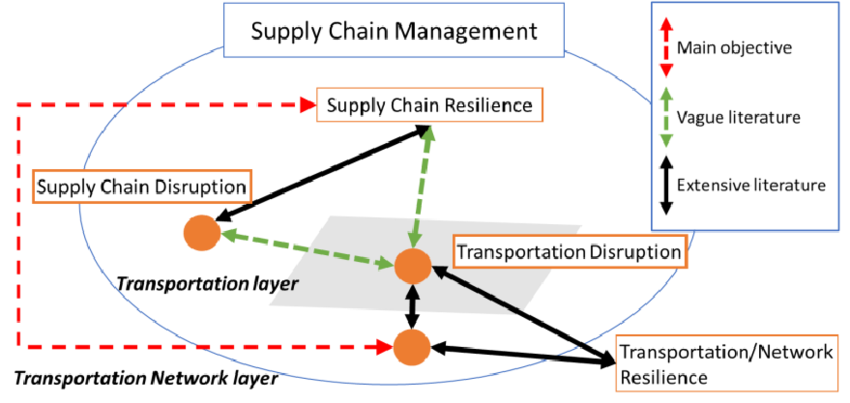 Supply Chain Management
Main objective
Supply Chain Resilience
Vague literature
Supply Chain Disruption
Extensive literature
Transportation Disruption
Transportation layer
Transportation/Network
Resilience
Transportation Network layer